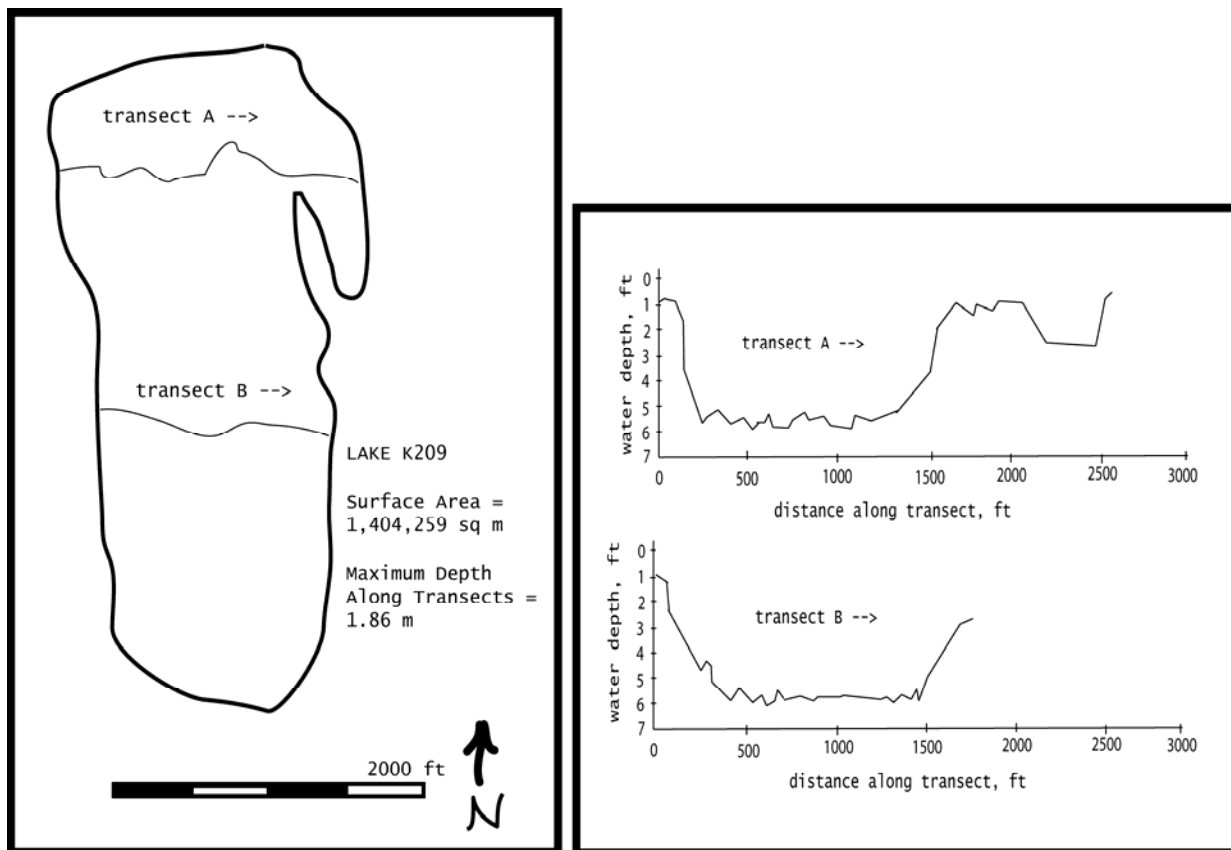 transect A -->
transect B -->
LAKE K209
Surface Area =
1,404,259 sq m
Maximum Depth
Along Transects =
1.86 m
2000 ft
N
water depth, ft
0
1
2
3
4
5
6
7
transect A -->
0 500 1000 1500 2000 2500 3000
distance along transect, ft
water depth, ft
0
1
2
3
4
5
6
7
transect B -->
0 500 1000 1500 2000 2500 3000
distance along transect, ft